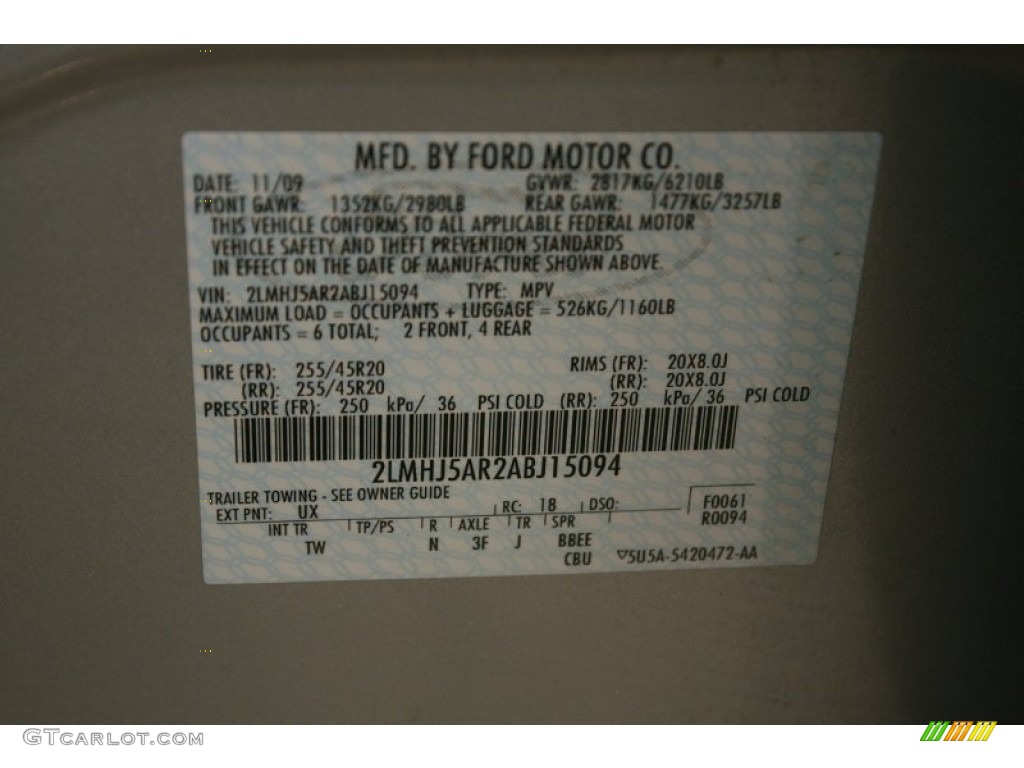 MFD. BY FORD MOTOR CO.
DATE: 11/09 GVWR: 2817KG/6210LB
FRONT GAWR: 1352KG/2980LB REAR GAWR: 1477KG/3257LB
THIS VEHICLE CONFORMS TO ALL APPLICABLE FEDERAL MOTOR
VEHICLE SAFETY AND THEFT PREVENTION STANDARDS
IN EFFECT ON THE DATE OF MANUFACTURE SHOWN ABOVE.
VIN: 2LMHJ5AR2ABJ15094 TYPE: MPV
MAXIMUM LOAD = OCCUPANTS + LUGGAGE = 526KG/1160LB
OCCUPANTS = 6 TOTAL; 2 FRONT, 4 REAR
TIRE (FR): 255/45R20 RIMS (FR): 20X8.0J
(RR): 255/45R20 (RR): 20X8.0J
PRESSURE (FR): 250 kPa/ 36 PSI COLD (RR): 250 kPa/ 36 PSI COLD
2LMHJ5AR2ABJ15094
TRAILER TOWING - SEE OWNER GUIDE
EXT PNT: UX RC: 18 DSO: F0061
R0094
INT TR TP/PS R AXLE TR SPR
TW N 3F J BBEE
CBU ▽5U5A-5420472-AA
GTCARLOT.COM